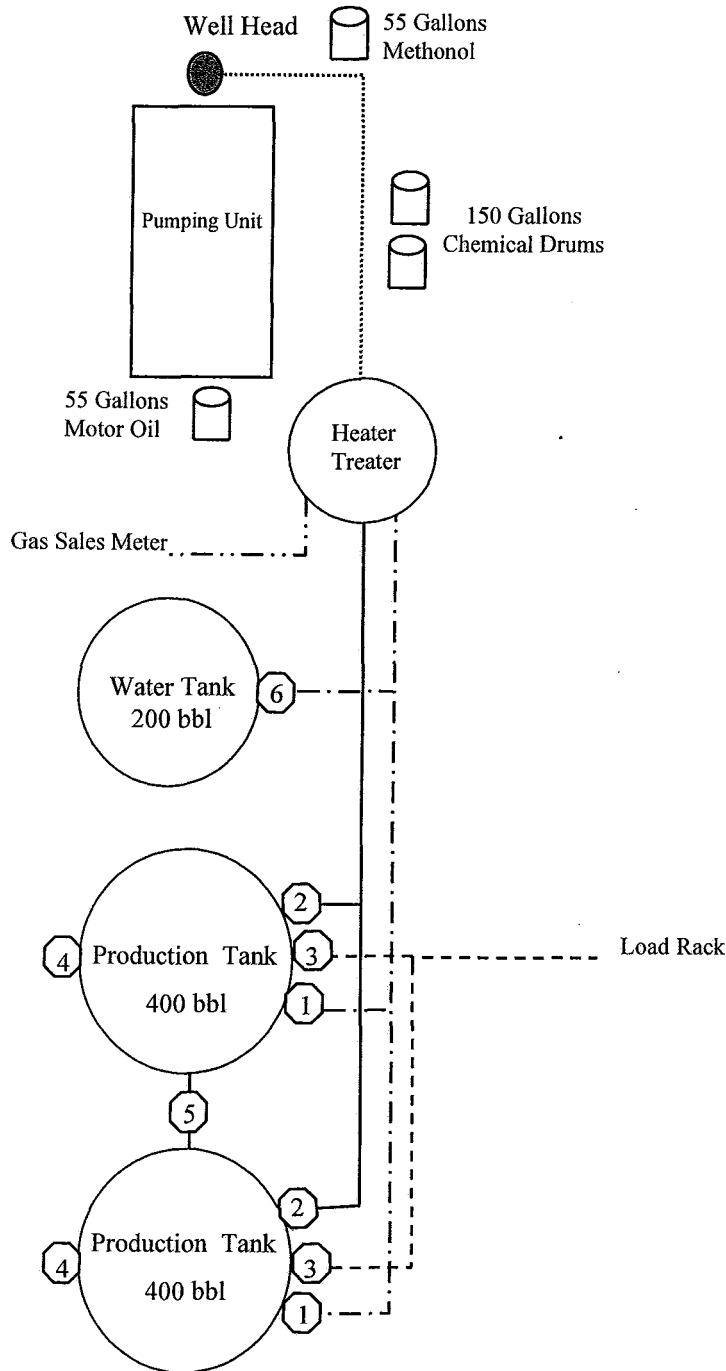 Well Head
55 Gallons
Methonol
Pumping Unit
150 Gallons
Chemical Drums
55 Gallons
Motor Oil
Heater
Treater
Gas Sales Meter
Water Tank
200 bbl
6
2
4
Production Tank
400 bbl
3
Load Rack
1
5
2
4
Production Tank
400 bbl
3
1